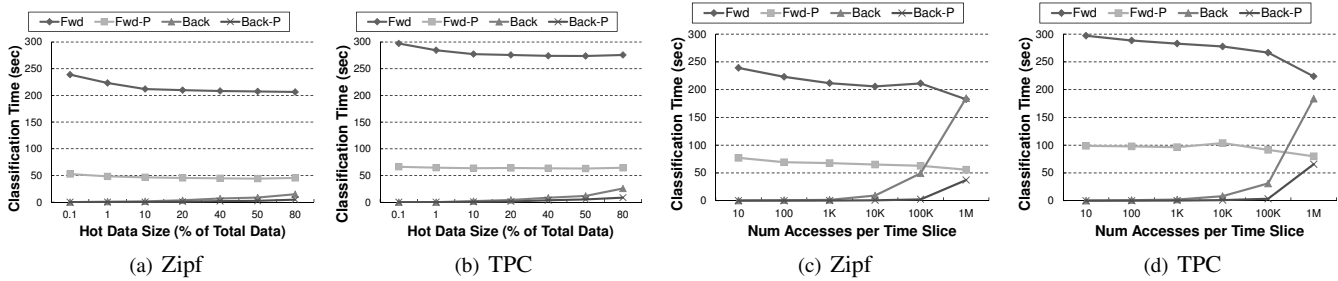 Fwd Fwd-P Back Back-P
Classification Time (sec)
300
250
200
150
100
50
0
0.1 1 10 20 40 50 80
Hot Data Size (% of Total Data)
(a) Zipf
Fwd Fwd-P Back Back-P
Classification Time (sec)
300
250
200
150
100
50
0
0.1 1 10 20 40 50 80
Hot Data Size (% of Total Data)
(b) TPC
Fwd Fwd-P Back Back-P
Classification Time (sec)
300
250
200
150
100
50
0
10 100 1K 10K 100K 1M
Num Accesses per Time Slice
(c) Zipf
Fwd Fwd-P Back Back-P
Classification Time (sec)
300
250
200
150
100
50
0
10 100 1K 10K 100K 1M
Num Accesses per Time Slice
(d) TPC